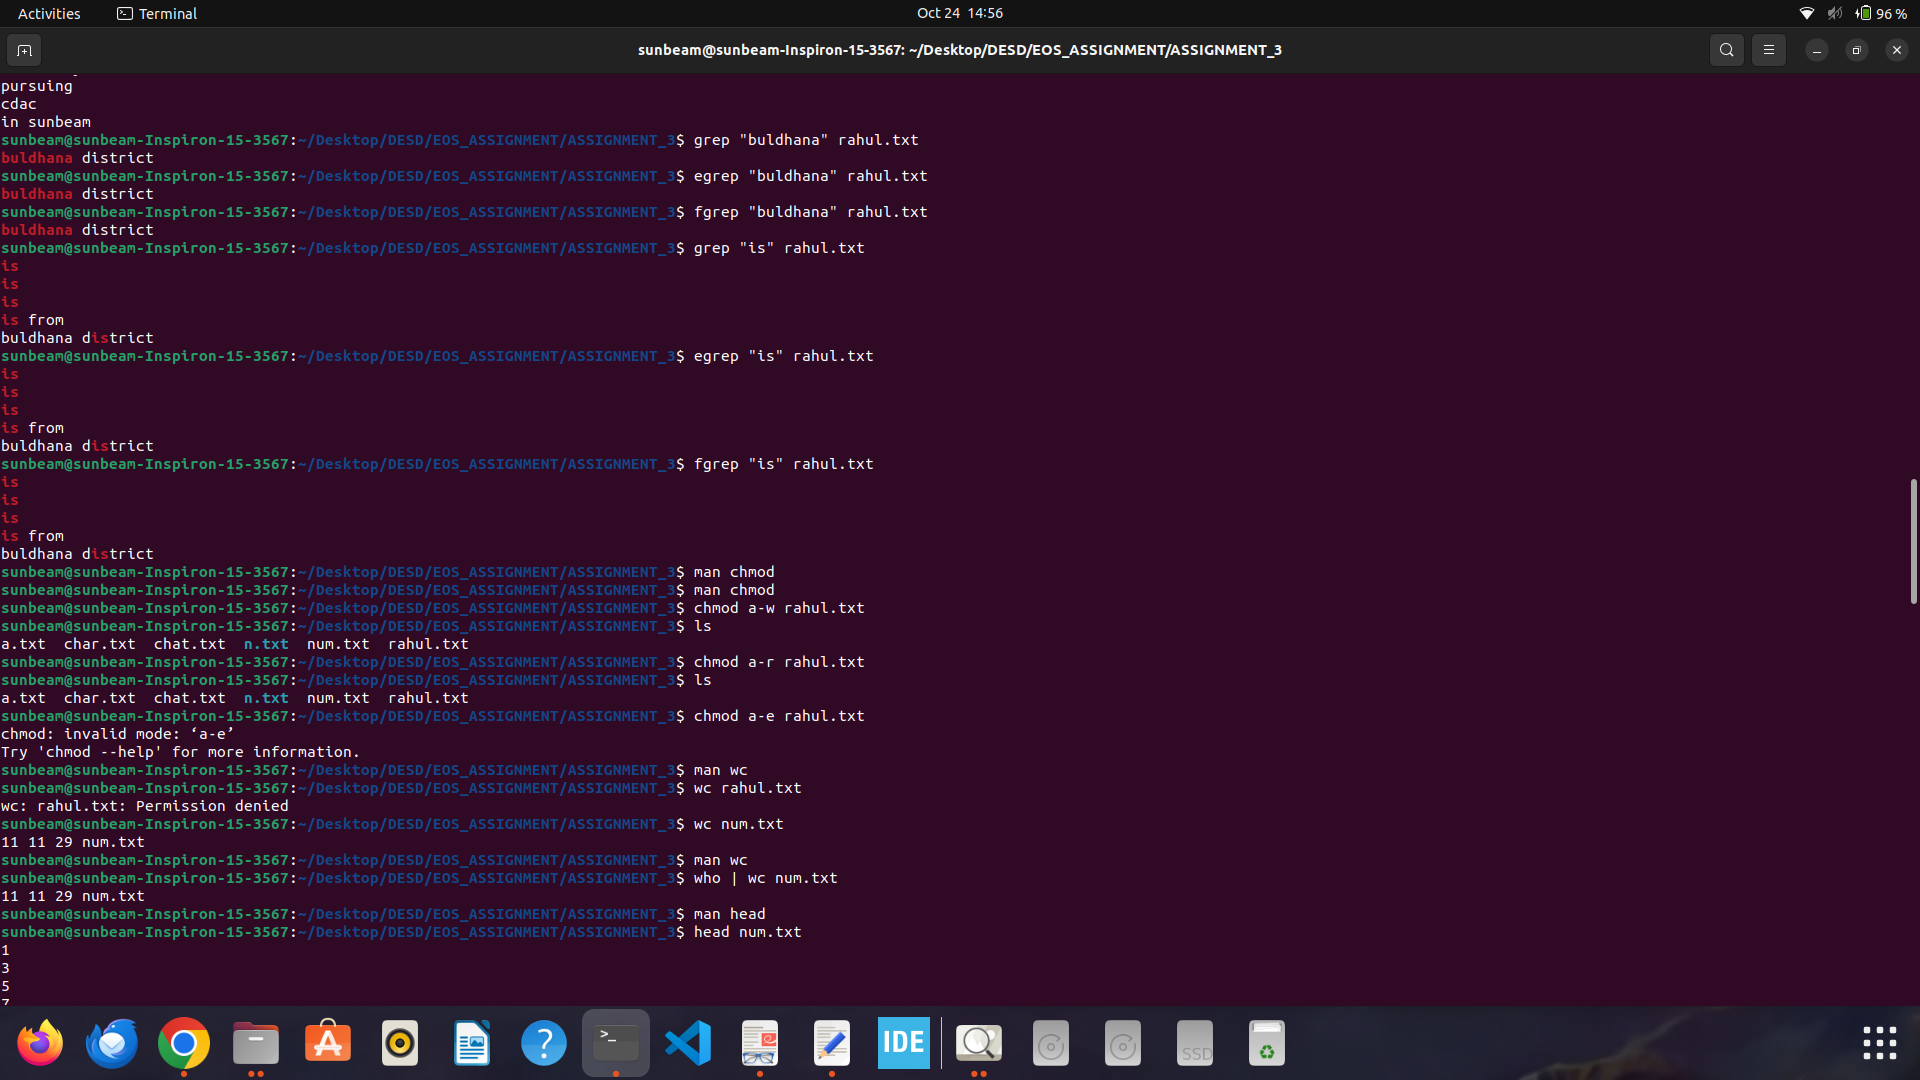 Activities
Terminal
Oct 24 14:56
96 %
sunbeam@sunbeam-Inspiron-15-3567: ~/Desktop/DESD/EOS_ASSIGNMENT/ASSIGNMENT_3
pursuing
cdac
in sunbeam
sunbeam@sunbeam-Inspiron-15-3567:~/Desktop/DESD/EOS_ASSIGNMENT/ASSIGNMENT_3$ grep "buldhana" rahul.txt
buldhana district
sunbeam@sunbeam-Inspiron-15-3567:~/Desktop/DESD/EOS_ASSIGNMENT/ASSIGNMENT_3$ egrep "buldhana" rahul.txt
buldhana district
sunbeam@sunbeam-Inspiron-15-3567:~/Desktop/DESD/EOS_ASSIGNMENT/ASSIGNMENT_3$ fgrep "buldhana" rahul.txt
buldhana district
sunbeam@sunbeam-Inspiron-15-3567:~/Desktop/DESD/EOS_ASSIGNMENT/ASSIGNMENT_3$ grep "is" rahul.txt
is
is
is
is from
buldhana district
sunbeam@sunbeam-Inspiron-15-3567:~/Desktop/DESD/EOS_ASSIGNMENT/ASSIGNMENT_3$ egrep "is" rahul.txt
is
is
is
is from
buldhana district
sunbeam@sunbeam-Inspiron-15-3567:~/Desktop/DESD/EOS_ASSIGNMENT/ASSIGNMENT_3$ fgrep "is" rahul.txt
is
is
is
is from
buldhana district
sunbeam@sunbeam-Inspiron-15-3567:~/Desktop/DESD/EOS_ASSIGNMENT/ASSIGNMENT_3$ man chmod
sunbeam@sunbeam-Inspiron-15-3567:~/Desktop/DESD/EOS_ASSIGNMENT/ASSIGNMENT_3$ man chmod
sunbeam@sunbeam-Inspiron-15-3567:~/Desktop/DESD/EOS_ASSIGNMENT/ASSIGNMENT_3$ chmod a-w rahul.txt
sunbeam@sunbeam-Inspiron-15-3567:~/Desktop/DESD/EOS_ASSIGNMENT/ASSIGNMENT_3$ ls
a.txt  char.txt  chat.txt  n.txt  num.txt  rahul.txt
sunbeam@sunbeam-Inspiron-15-3567:~/Desktop/DESD/EOS_ASSIGNMENT/ASSIGNMENT_3$ chmod a-r rahul.txt
sunbeam@sunbeam-Inspiron-15-3567:~/Desktop/DESD/EOS_ASSIGNMENT/ASSIGNMENT_3$ ls
a.txt  char.txt  chat.txt  n.txt  num.txt  rahul.txt
sunbeam@sunbeam-Inspiron-15-3567:~/Desktop/DESD/EOS_ASSIGNMENT/ASSIGNMENT_3$ chmod a-e rahul.txt
chmod: invalid mode: ‘a-e’
Try 'chmod --help' for more information.
sunbeam@sunbeam-Inspiron-15-3567:~/Desktop/DESD/EOS_ASSIGNMENT/ASSIGNMENT_3$ man wc
sunbeam@sunbeam-Inspiron-15-3567:~/Desktop/DESD/EOS_ASSIGNMENT/ASSIGNMENT_3$ wc rahul.txt
wc: rahul.txt: Permission denied
sunbeam@sunbeam-Inspiron-15-3567:~/Desktop/DESD/EOS_ASSIGNMENT/ASSIGNMENT_3$ wc num.txt
11 11 29 num.txt
sunbeam@sunbeam-Inspiron-15-3567:~/Desktop/DESD/EOS_ASSIGNMENT/ASSIGNMENT_3$ man wc
sunbeam@sunbeam-Inspiron-15-3567:~/Desktop/DESD/EOS_ASSIGNMENT/ASSIGNMENT_3$ who | wc num.txt
11 11 29 num.txt
sunbeam@sunbeam-Inspiron-15-3567:~/Desktop/DESD/EOS_ASSIGNMENT/ASSIGNMENT_3$ man head
sunbeam@sunbeam-Inspiron-15-3567:~/Desktop/DESD/EOS_ASSIGNMENT/ASSIGNMENT_3$ head num.txt
1
3
5
7
IDE
SSD